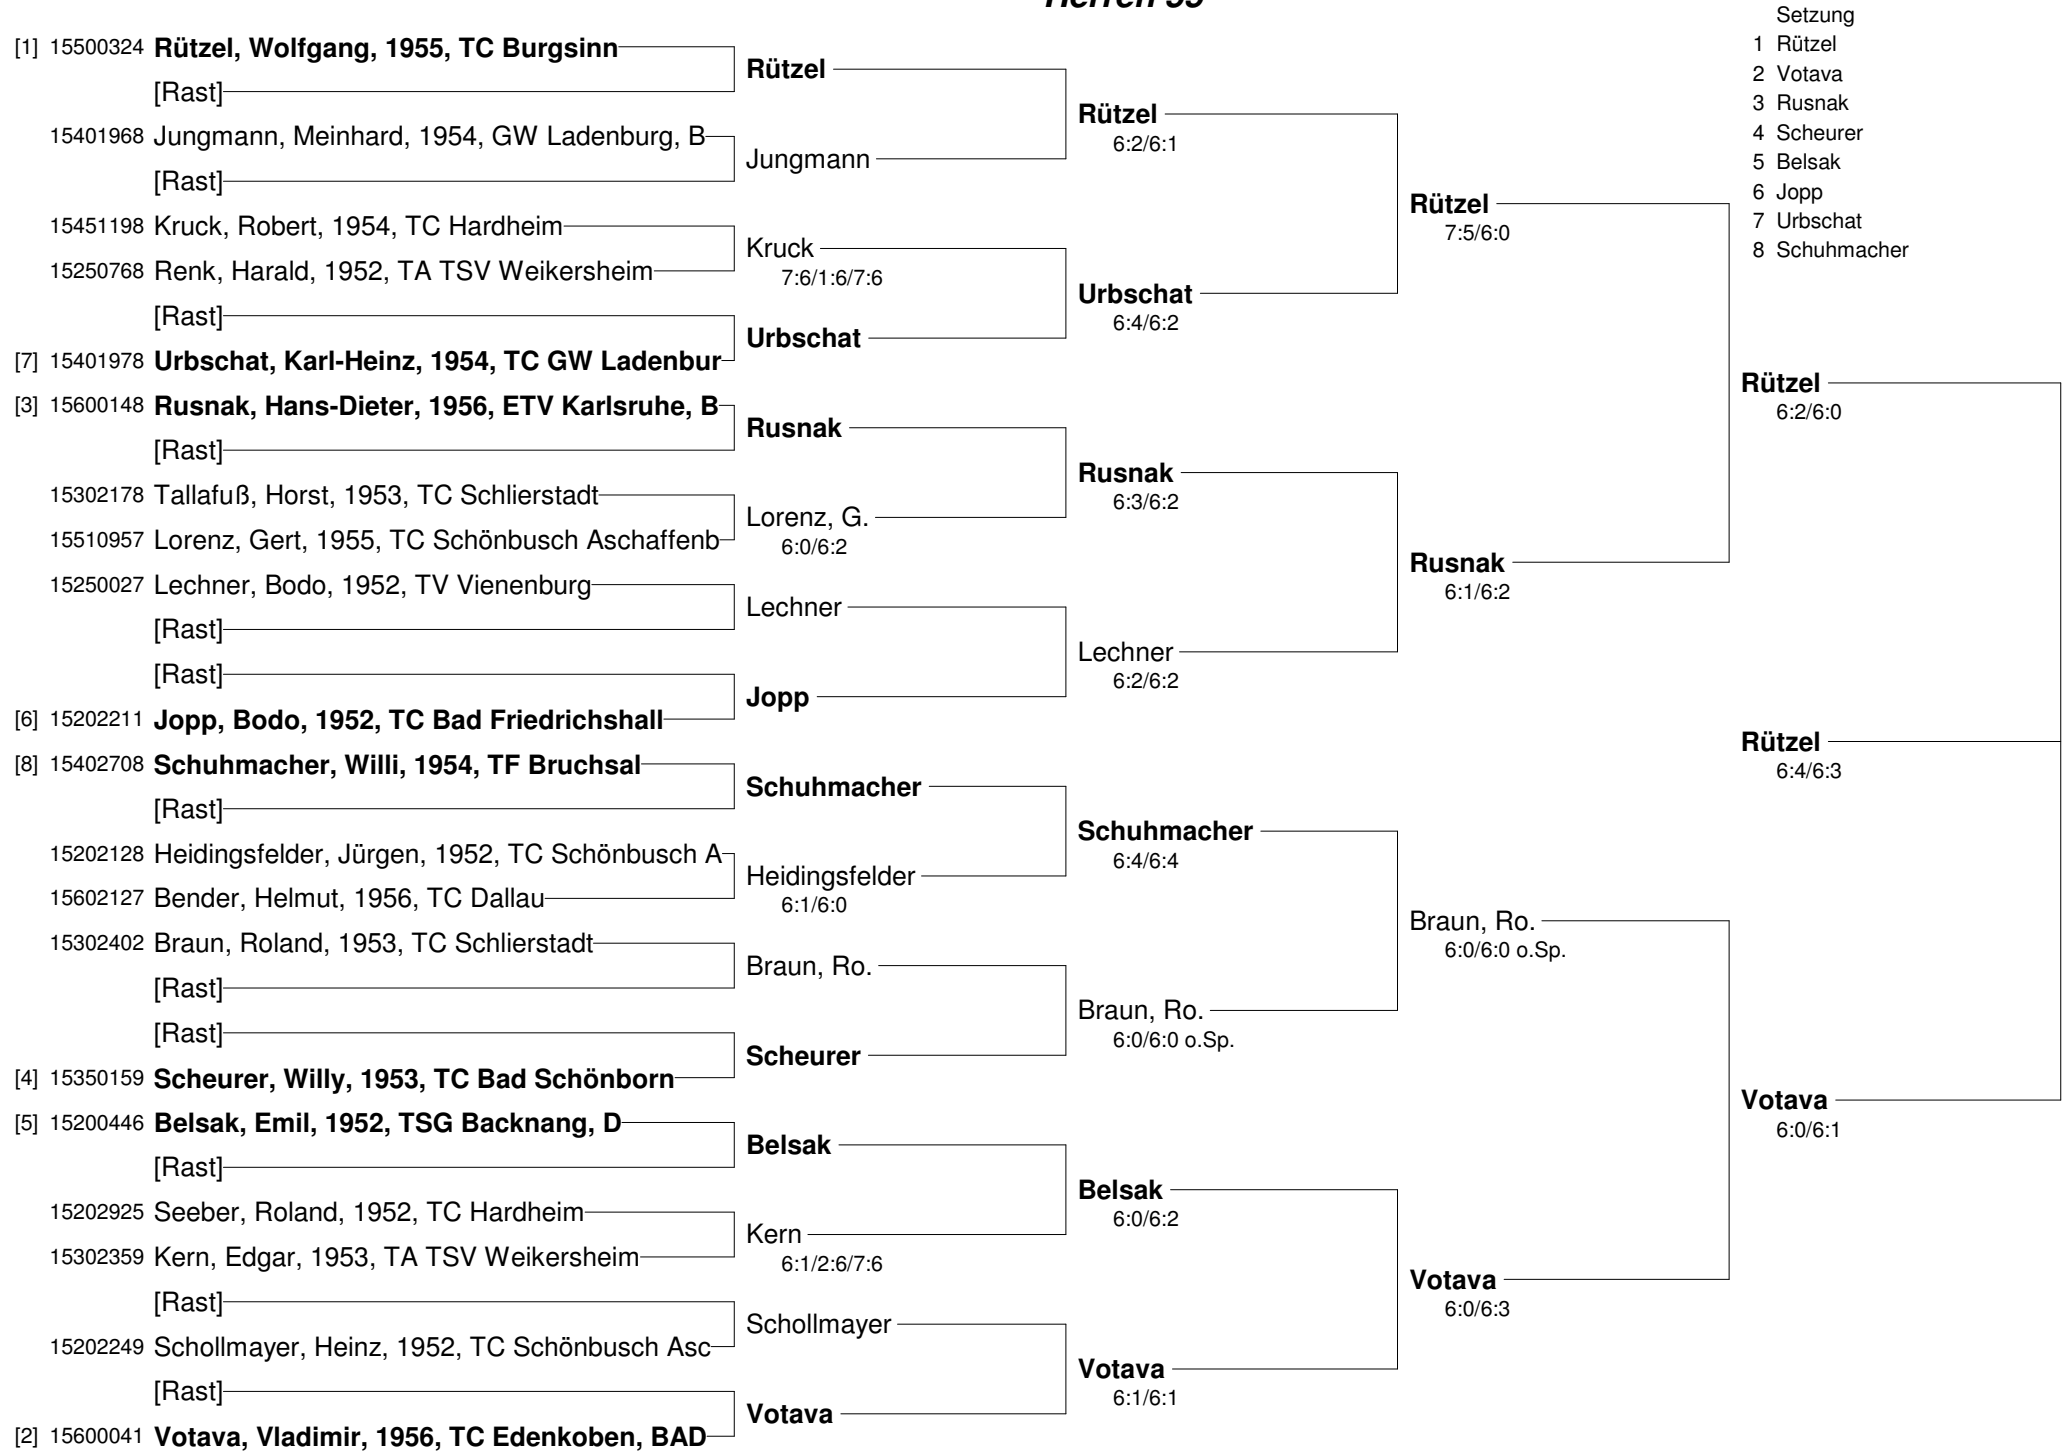 Herren 55
Setzung
1 Rützel
2 Votava
3 Rusnak
4 Scheurer
5 Belsak
6 Jopp
7 Urbschat
8 Schuhmacher
[1] 15500324 Rützel, Wolfgang, 1955, TC Burgsinn
[Rast]
15401968 Jungmann, Meinhard, 1954, GW Ladenburg, B
[Rast]
15451198 Kruck, Robert, 1954, TC Hardheim
15250768 Renk, Harald, 1952, TA TSV Weikersheim
[Rast]
[7] 15401978 Urbschat, Karl-Heinz, 1954, TC GW Ladenbur
[3] 15600148 Rusnak, Hans-Dieter, 1956, ETV Karlsruhe, B
[Rast]
15302178 Tallafuß, Horst, 1953, TC Schlierstadt
15510957 Lorenz, Gert, 1955, TC Schönbusch Aschaffenb
15250027 Lechner, Bodo, 1952, TV Vienenburg
[Rast]
[Rast]
[6] 15202211 Jopp, Bodo, 1952, TC Bad Friedrichshall
[8] 15402708 Schuhmacher, Willi, 1954, TF Bruchsal
[Rast]
15202128 Heidingsfelder, Jürgen, 1952, TC Schönbusch A
15602127 Bender, Helmut, 1956, TC Dallau
15302402 Braun, Roland, 1953, TC Schlierstadt
[Rast]
[Rast]
[4] 15350159 Scheurer, Willy, 1953, TC Bad Schönborn
[5] 15200446 Belsak, Emil, 1952, TSG Backnang, D
[Rast]
15202925 Seeber, Roland, 1952, TC Hardheim
15302359 Kern, Edgar, 1953, TA TSV Weikersheim
[Rast]
15202249 Schollmayer, Heinz, 1952, TC Schönbusch Asc
[Rast]
[2] 15600041 Votava, Vladimir, 1956, TC Edenkoben, BAD
Rützel
Jungmann
Kruck
7:6/1:6/7:6
Urbschat
Rusnak
Lorenz, G.
6:0/6:2
Lechner
Jopp
Schuhmacher
Heidingsfelder
6:1/6:0
Braun, Ro.
Scheurer
Belsak
Kern
6:1/2:6/7:6
Schollmayer
Votava
Rützel
6:2/6:1
Urbschat
6:4/6:2
Rusnak
6:3/6:2
Lechner
6:2/6:2
Schuhmacher
6:4/6:4
Braun, Ro.
6:0/6:0 o.Sp.
Belsak
6:0/6:2
Votava
6:1/6:1
Rützel
7:5/6:0
Rusnak
6:1/6:2
Braun, Ro.
6:0/6:0 o.Sp.
Votava
6:0/6:3
Rützel
6:2/6:0
Rützel
6:4/6:3
Votava
6:0/6:1